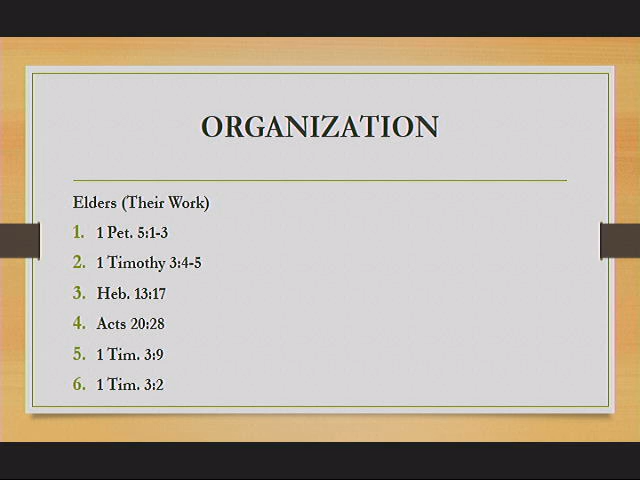 ORGANIZATION
Elders (Their Work)
1. 1 Pet. 5:1-3
2. 1 Timothy 3:4-5
3. Heb. 13:17
4. Acts 20:28
5. 1 Tim. 3:9
6. 1 Tim. 3:2